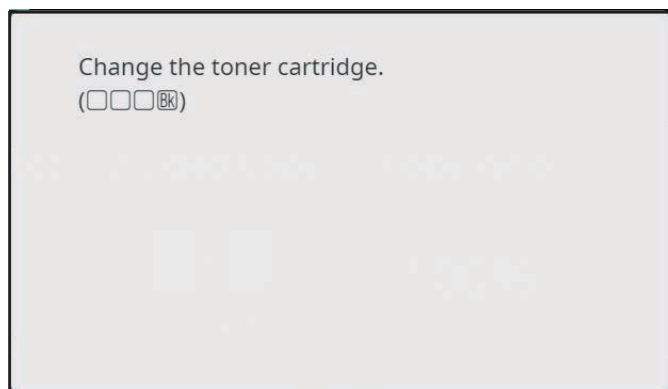 Change the toner cartridge.
(□□□Bk)